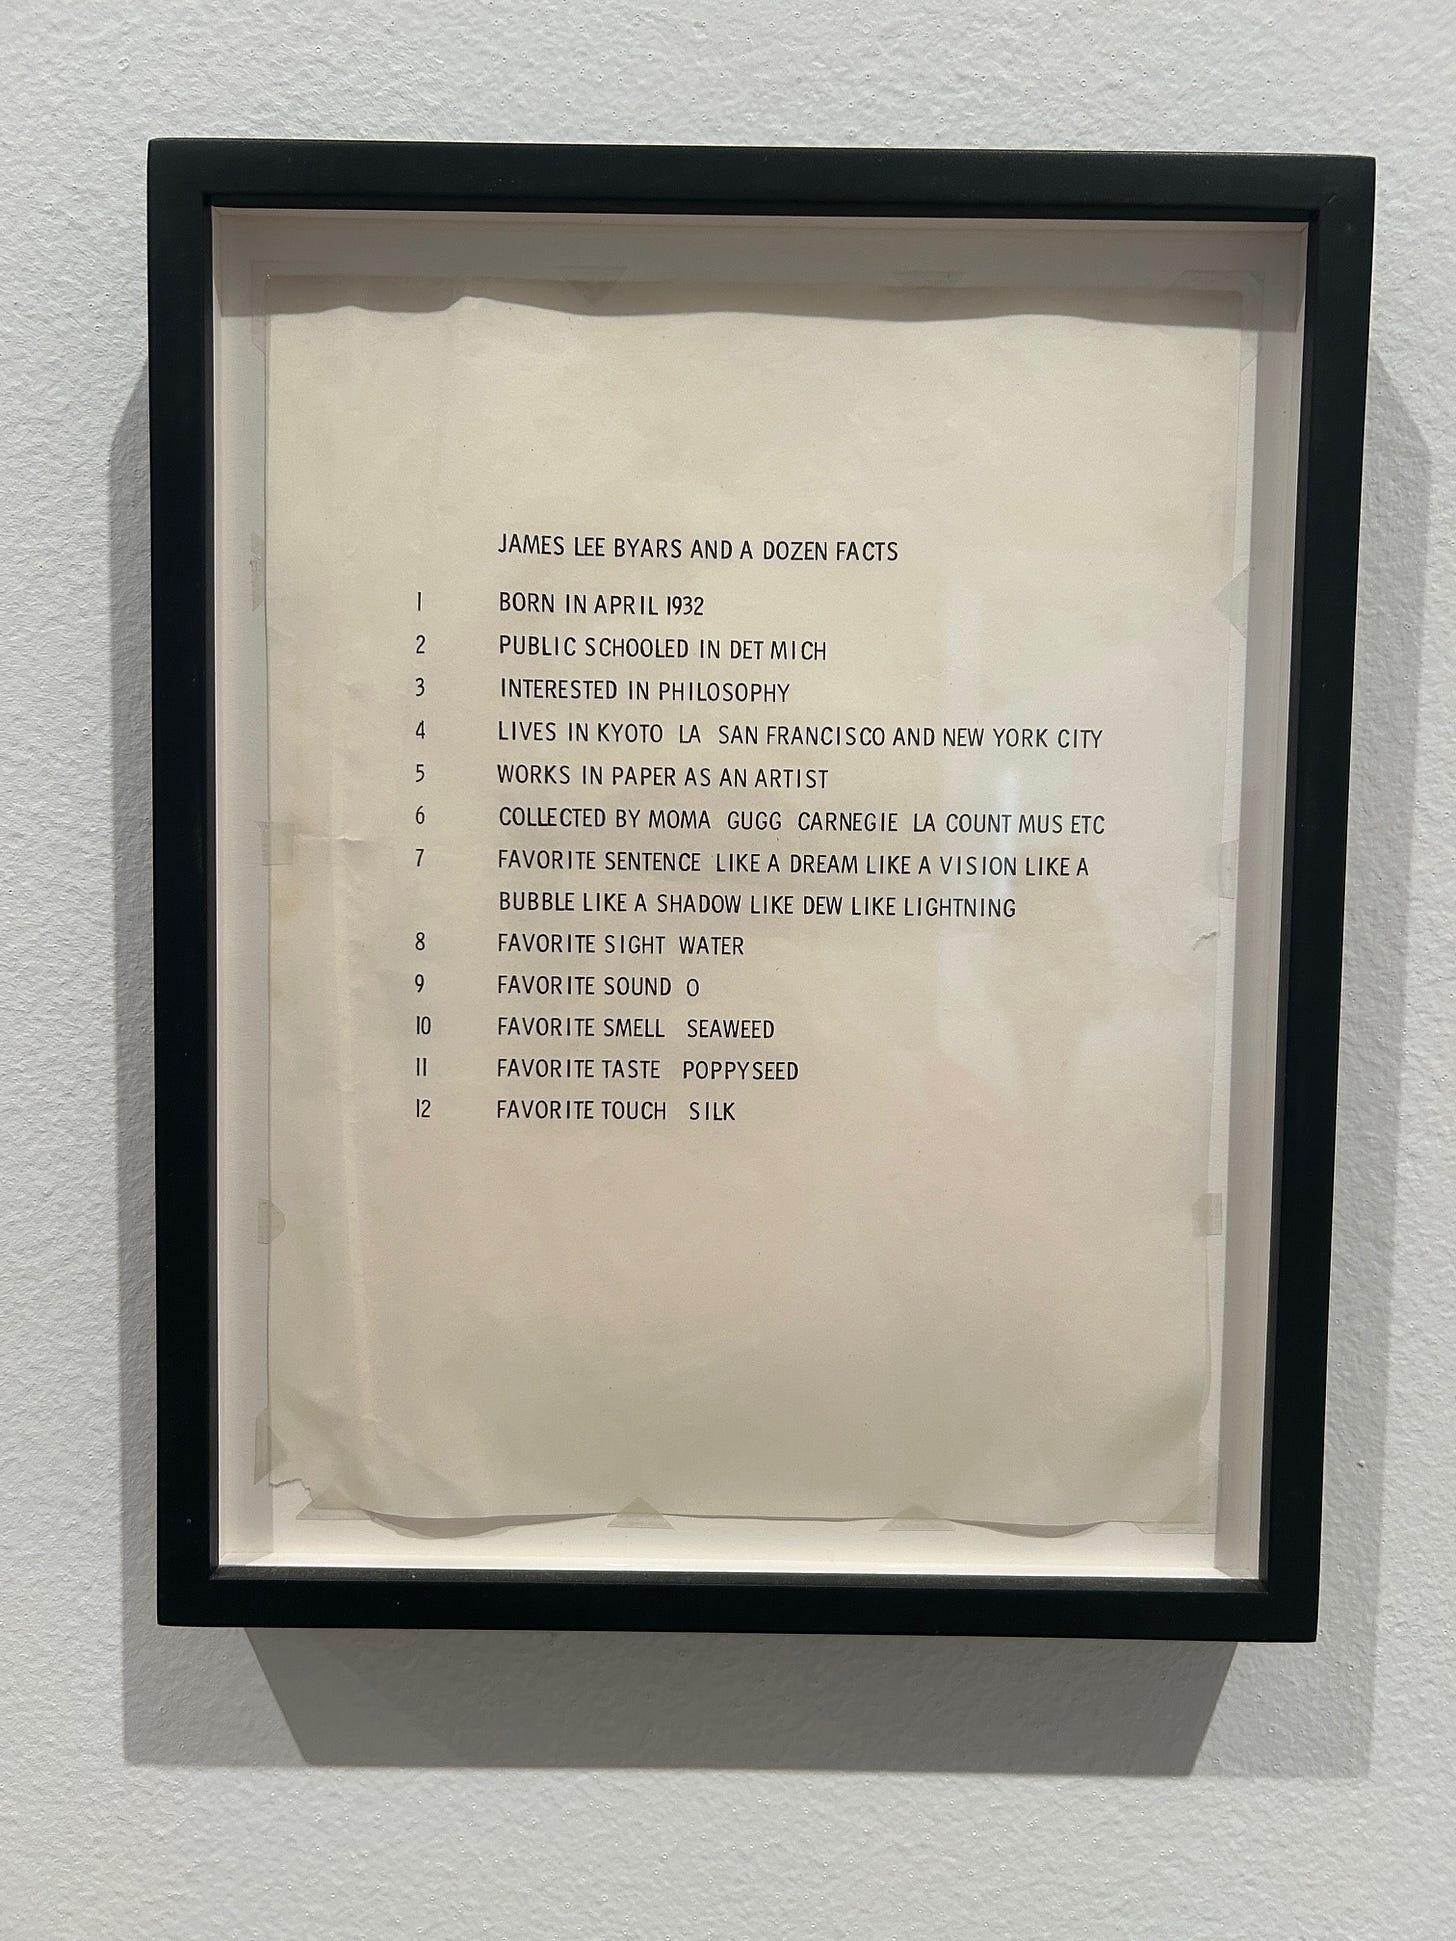 JAMES LEE BYARS AND A DOZEN FACTS
1 BORN IN APRIL 1932
2 PUBLIC SCHOOLED IN DET MICH
3 INTERESTED IN PHILOSOPHY
4 LIVES IN KYOTO LA SAN FRANCISCO AND NEW YORK CITY
5 WORKS IN PAPER AS AN ARTIST
6 COLLECTED BY MOMA GUGG CARNEGIE LA COUNT MUS ETC
7 FAVORITE SENTENCE LIKE A DREAM LIKE A VISION LIKE A
BUBBLE LIKE A SHADOW LIKE DEW LIKE LIGHTNING
8 FAVORITE SIGHT WATER
9 FAVORITE SOUND O
10 FAVORITE SMELL SEAWEED
11 FAVORITE TASTE POPPYSEED
12 FAVORITE TOUCH SILK